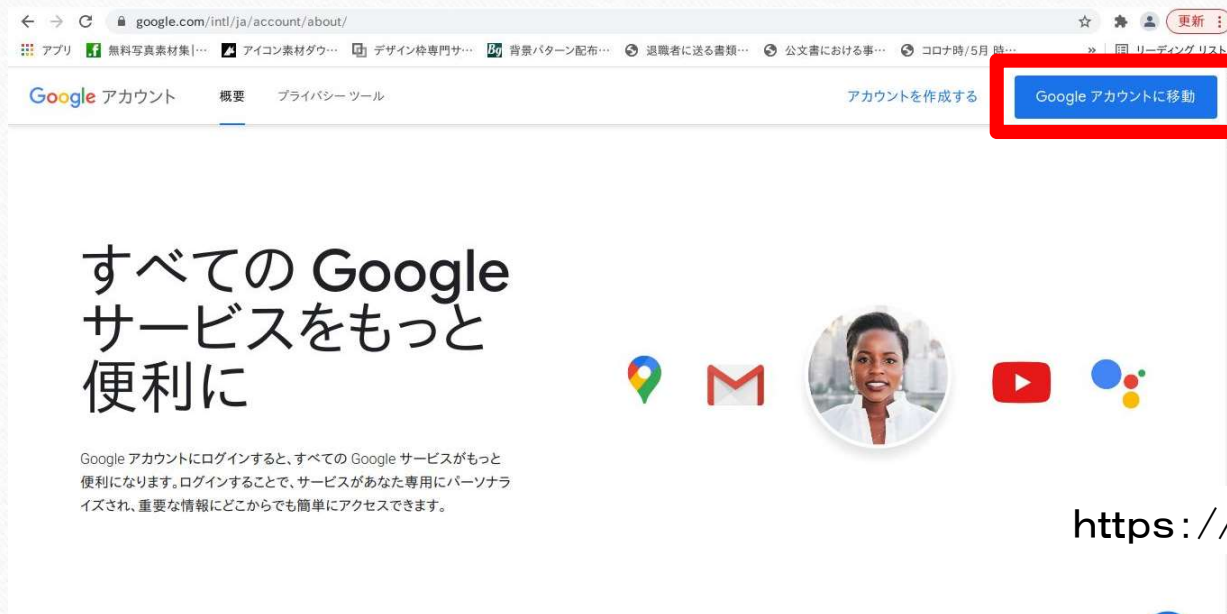 google.com/intl/ja/account/about/
更新
アプリ 無料写真素材集|… アイコン素材ダウ… デザイン枠専門サ… Bg 背景パターン配布… 退職者に送る書類… 公文書における事… コロナ時/5月 時… » リーディング リスト
Google アカウント 概要 プライバシー ツール アカウントを作成する Google アカウントに移動
すべての Google
サービスをもっと
便利に
Google アカウントにログインすると、すべての Google サービスがもっと
便利になります。ログインすることで、サービスがあなた専用にパーソナラ
イズされ、重要な情報にどこからでも簡単にアクセスできます。
https://